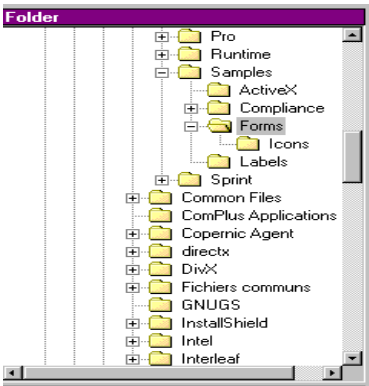 Folder
Pro
Runtime
Samples
ActiveX
Compliance
Forms
Icons
Labels
Sprint
Common Files
ComPlus Applications
Copernic Agent
directx
DivX
Fichiers communs
GNUGS
InstallShield
Intel
Interleaf